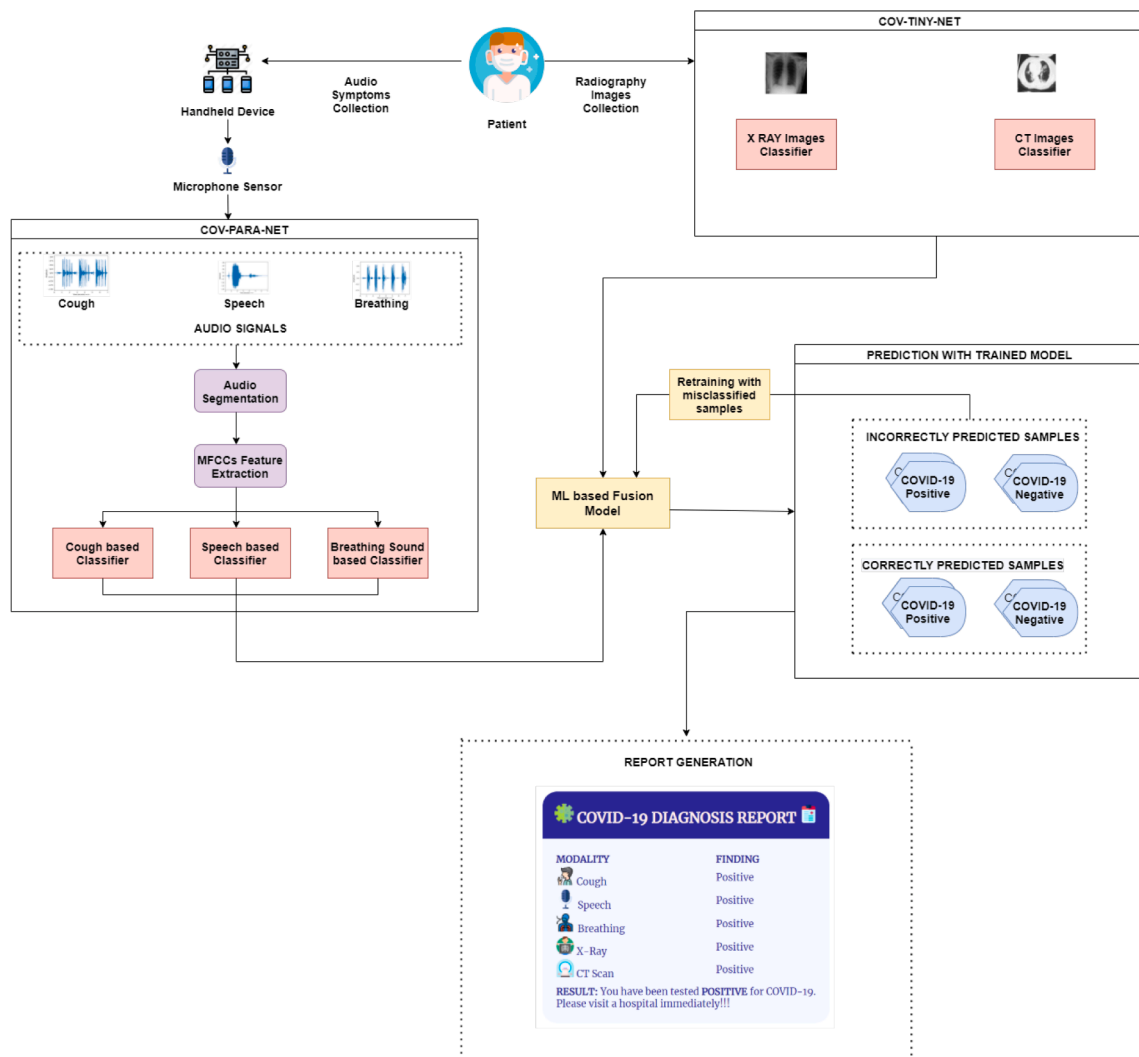 COV-TINY-NET
Audio
Symptoms
Collection
Radiography
Images
Collection
Handheld Device
Patient
X RAY Images
Classifier
CT Images
Classifier
Microphone Sensor
COV-PARA-NET
Cough
Speech
Breathing
AUDIO SIGNALS
Audio
Segmentation
MFCCs Feature
Extraction
Cough based
Classifier
Speech based
Classifier
Breathing Sound
based Classifier
ML based Fusion
Model
Retraining with
misclassified
samples
PREDICTION WITH TRAINED MODEL
INCORRECTLY PREDICTED SAMPLES
COVID-19
Positive
COVID-19
Negative
CORRECTLY PREDICTED SAMPLES
COVID-19
Positive
COVID-19
Negative
REPORT GENERATION
COVID-19 DIAGNOSIS REPORT
MODALITY FINDING
Cough Positive
Speech Positive
Breathing Positive
X-Ray Positive
CT Scan Positive
RESULT: You have been tested POSITIVE for COVID-19.
Please visit a hospital immediately!!!